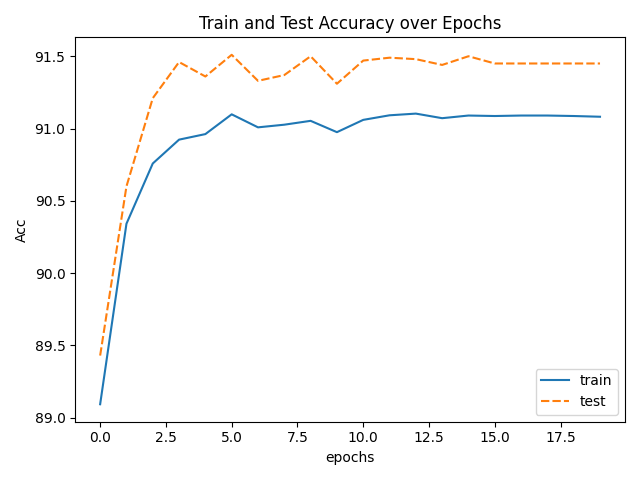 Train and Test Accuracy over Epochs
91.5
91.0
90.5
90.0
89.5
89.0
Acc
0.0 2.5 5.0 7.5 10.0 12.5 15.0 17.5
epochs
train
test